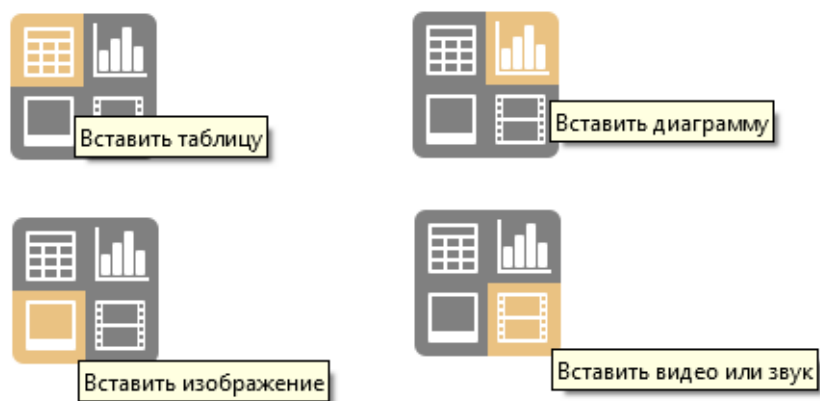 Вставить таблицу
Вставить диаграмму
Вставить изображение
Вставить видео или звук